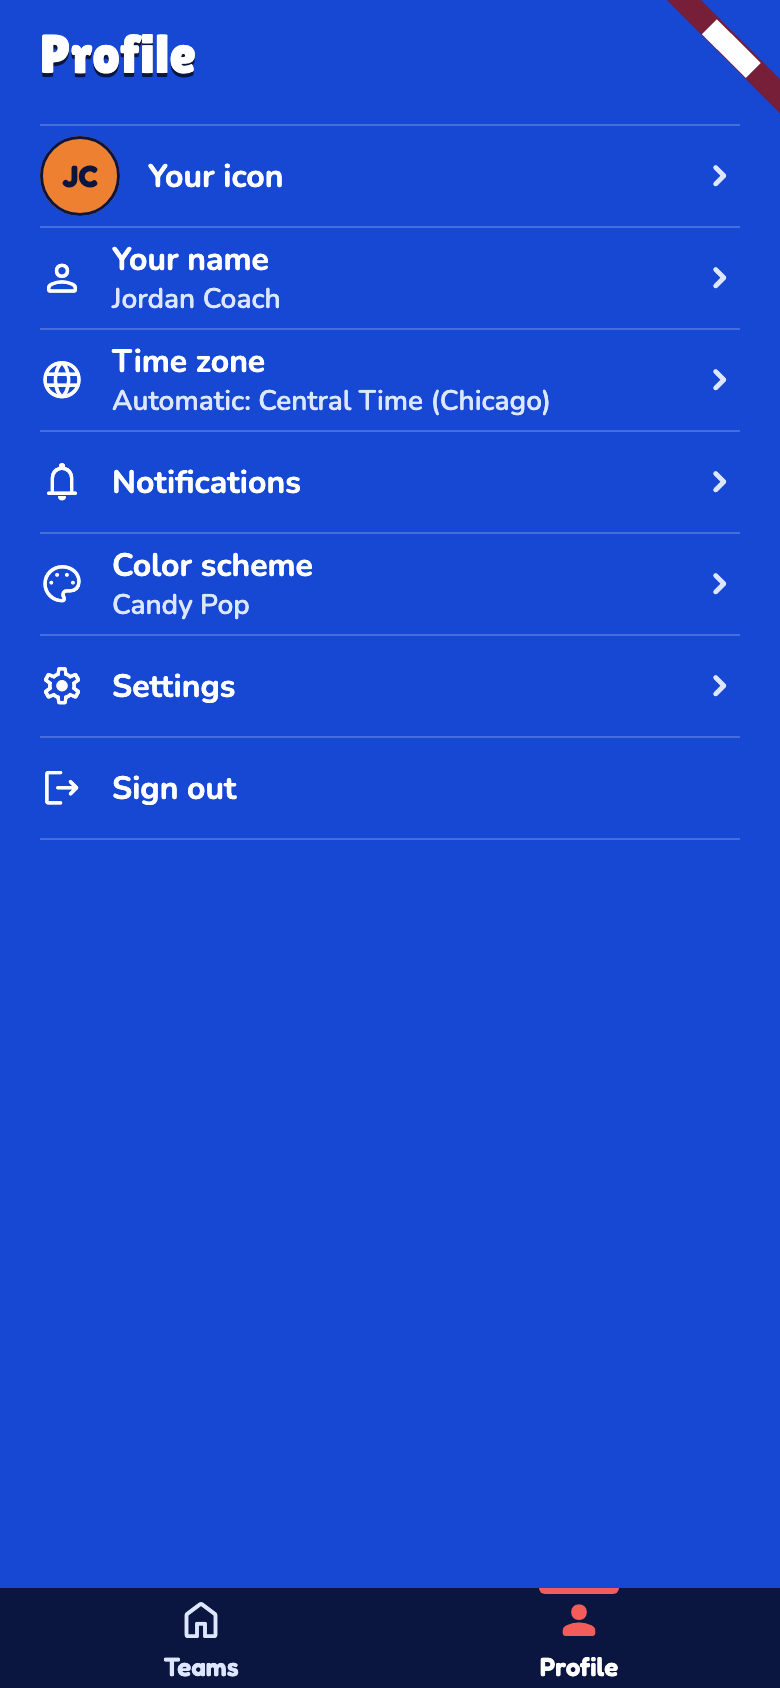 Profile
JC
Your icon
Your name
Jordan Coach
Time zone
Automatic: Central Time (Chicago)
Notifications
Color scheme
Candy Pop
Settings
Sign out
Teams
Profile